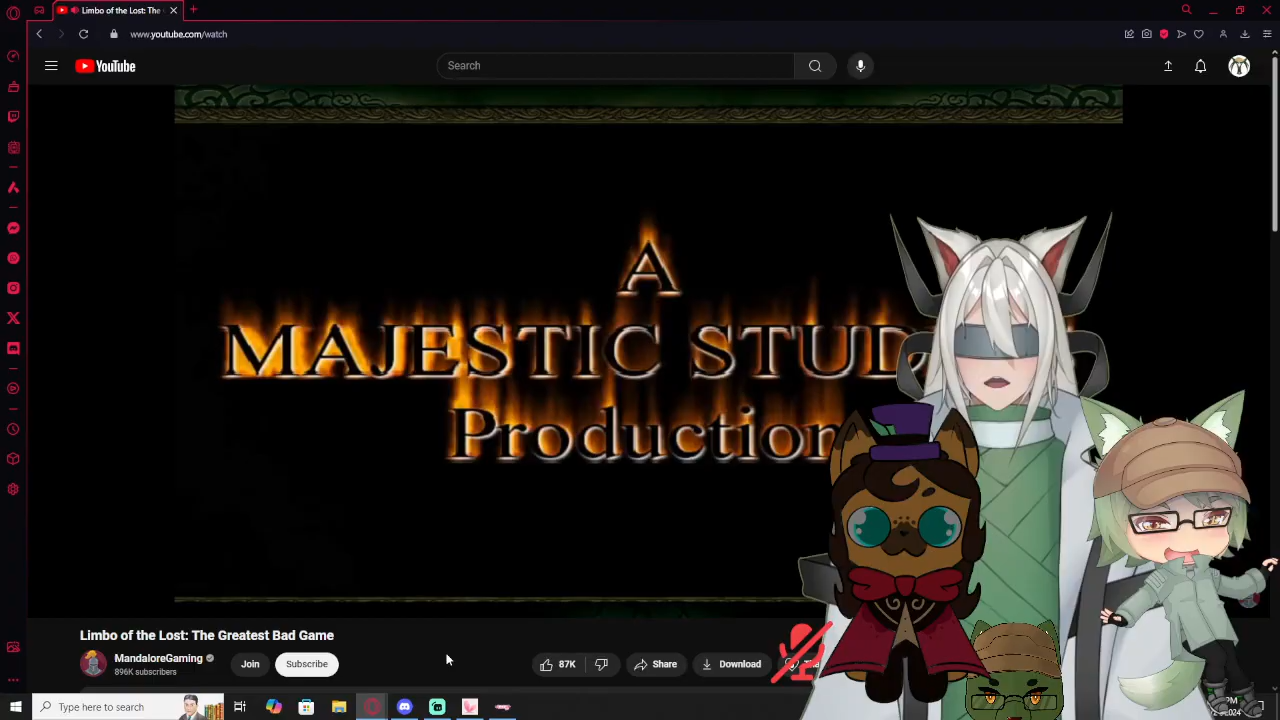 Limbo of the Lost: The
www.youtube.com/watch
YouTube
Search
A
MAJESTIC STUD
Production
Limbo of the Lost: The Greatest Bad Game
MandaloreGaming
896K subscribers
Join
Subscribe
87K
Share
Download
Type here to search